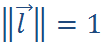 ‖l⃗‖ = 1